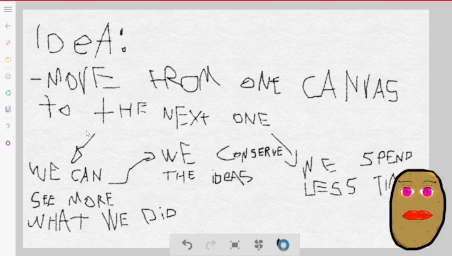 IDEA:
-MOVE FROM ONE CANVAS
TO THE NEXT ONE
WE CAN
SEE MORE
WHAT WE DID
WE CONSERVE
THE IDEAS
WE SPEND
LESS